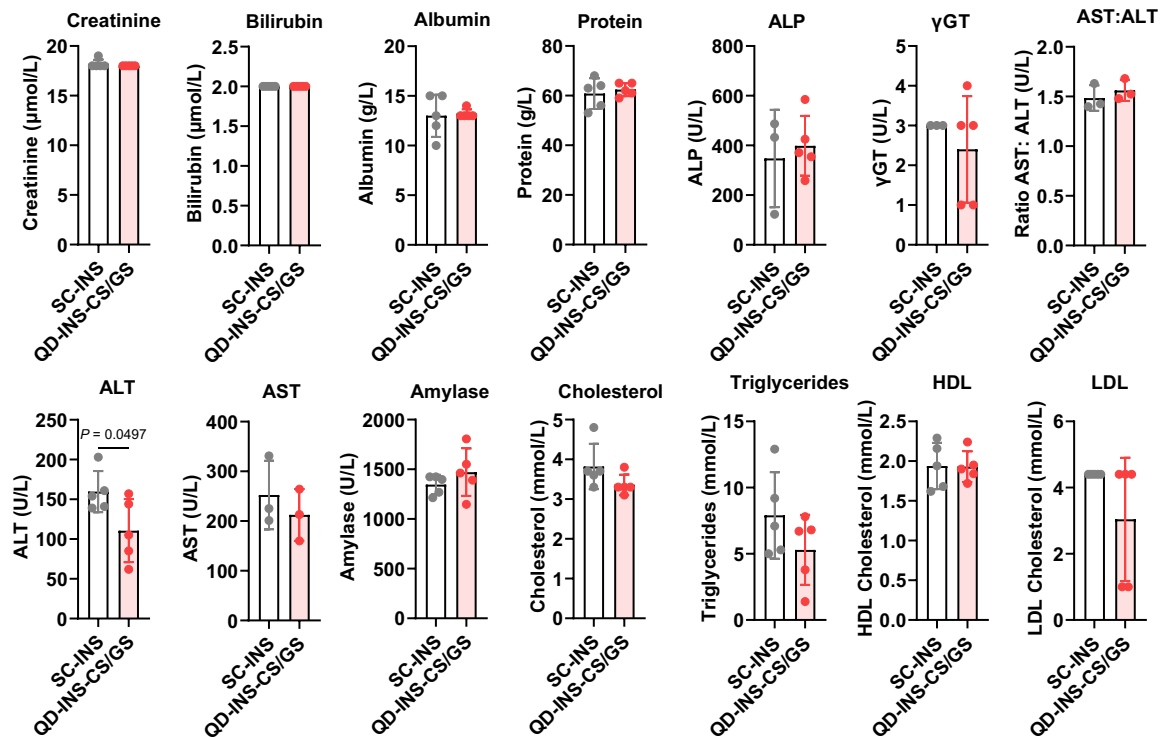 Creatinine
Creatinine (µmol/L)
20
15
10
5
0
SC-INS
QD-INS-CS/GS
Bilirubin
Bilirubin (µmol/L)
2.5
2.0
1.5
1.0
0.5
0.0
SC-INS
QD-INS-CS/GS
Albumin
Albumin (g/L)
20
15
10
5
0
SC-INS
QD-INS-CS/GS
Protein
Protein (g/L)
80
60
40
20
0
SC-INS
QD-INS-CS/GS
ALP
ALP (U/L)
800
600
400
200
0
SC-INS
QD-INS-CS/GS
γGT
γGT (U/L)
5
4
3
2
1
0
SC-INS
QD-INS-CS/GS
AST:ALT
Ratio AST: ALT (U/L)
2.0
1.5
1.0
0.5
0.0
SC-INS
QD-INS-CS/GS
ALT
ALT (U/L)
250
200
150
100
50
0
P = 0.0497
SC-INS
QD-INS-CS/GS
AST
AST (U/L)
400
300
200
100
0
SC-INS
QD-INS-CS/GS
Amylase
Amylase (U/L)
2000
1500
1000
500
0
SC-INS
QD-INS-CS/GS
Cholesterol
Cholesterol (mmol/L)
5
4
3
2
1
0
SC-INS
QD-INS-CS/GS
Triglycerides
Triglycerides (mmol/L)
15
10
5
0
SC-INS
QD-INS-CS/GS
HDL
HDL Cholesterol (mmol/L)
2.5
2.0
1.5
1.0
0.5
0.0
SC-INS
QD-INS-CS/GS
LDL
LDL Cholesterol (mmol/L)
6
4
2
0
SC-INS
QD-INS-CS/GS